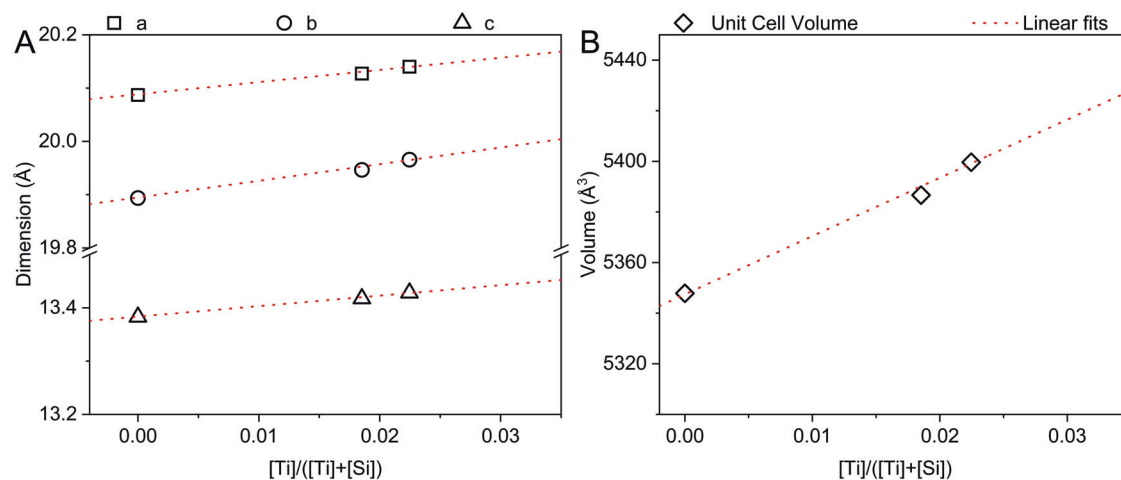 A
a
b
c
20.2
20.0
19.8
13.4
13.2
Dimension (Å)
0.00
0.01
0.02
0.03
[Ti]/([Ti]+[Si])
B
Unit Cell Volume
Linear fits
5440
5400
5360
5320
Volume (Å³)
0.00
0.01
0.02
0.03
[Ti]/([Ti]+[Si])